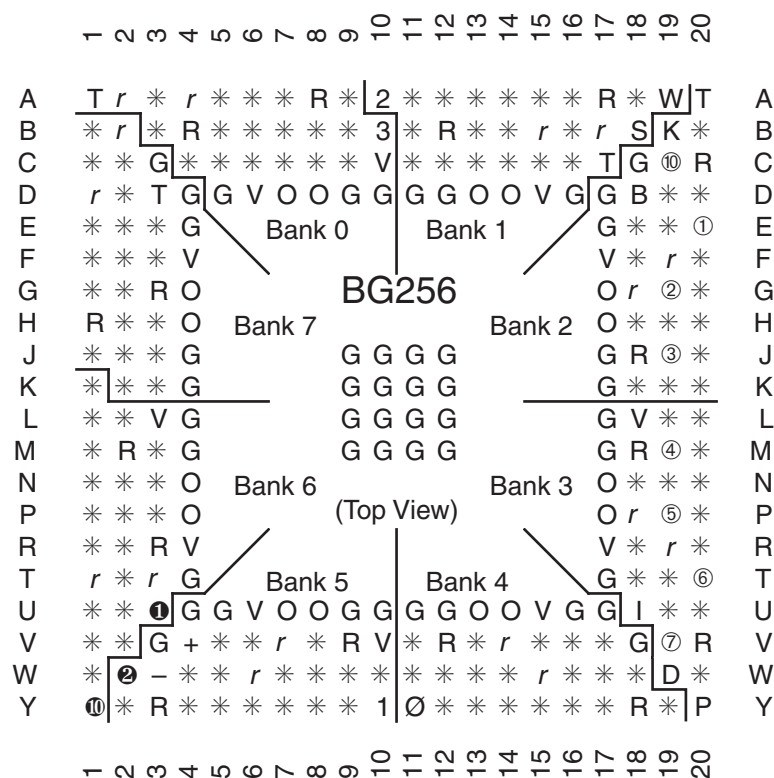 1 2 3 4 5 6 7 8 9 10 11 12 13 14 15 16 17 18 19 20
A T r ✳ r ✳ ✳ ✳ R ✳ 2 ✳ ✳ ✳ ✳ ✳ ✳ R ✳ W T A
B ✳ r ✳ R ✳ ✳ ✳ ✳ ✳ 3 ✳ R ✳ ✳ r ✳ r S K ✳ B
C ✳ ✳ G ✳ ✳ ✳ ✳ ✳ ✳ V ✳ ✳ ✳ ✳ ✳ ✳ T G ⑩ R C
D r ✳ T G G V O O G G G G O O V G G B ✳ ✳ D
E ✳ ✳ ✳ G Bank 0 Bank 1 G ✳ ✳ ① E
F ✳ ✳ ✳ V V ✳ r ✳ F
G ✳ ✳ R O BG256 O r ② ✳ G
H R ✳ ✳ O Bank 7 Bank 2 O ✳ ✳ ✳ H
J ✳ ✳ ✳ G G G G G G R ③ ✳ J
K ✳ ✳ ✳ G G G G G G ✳ ✳ ✳ K
L ✳ ✳ V G G G G G G V ✳ ✳ L
M ✳ R ✳ G G G G G G R ④ ✳ M
N ✳ ✳ ✳ O Bank 6 Bank 3 O ✳ ✳ ✳ N
P ✳ ✳ ✳ O (Top View) O r ⑤ ✳ P
R ✳ ✳ R V V ✳ r ✳ R
T r ✳ r G Bank 5 Bank 4 G ✳ ✳ ⑥ T
U ✳ ✳ ❶ G G V O O G G G G O O V G G I ✳ ✳ U
V ✳ ✳ G + ✳ ✳ r ✳ R V ✳ R ✳ r ✳ ✳ ✳ G ⑦ R V
W ✳ ❷ – ✳ ✳ r ✳ ✳ ✳ ✳ ✳ ✳ ✳ ✳ r ✳ ✳ ✳ D ✳ W
Y ❿ ✳ R ✳ ✳ ✳ ✳ ✳ ✳ 1 Ø ✳ ✳ ✳ ✳ ✳ ✳ R ✳ P Y
1 2 3 4 5 6 7 8 9 10 11 12 13 14 15 16 17 18 19 20